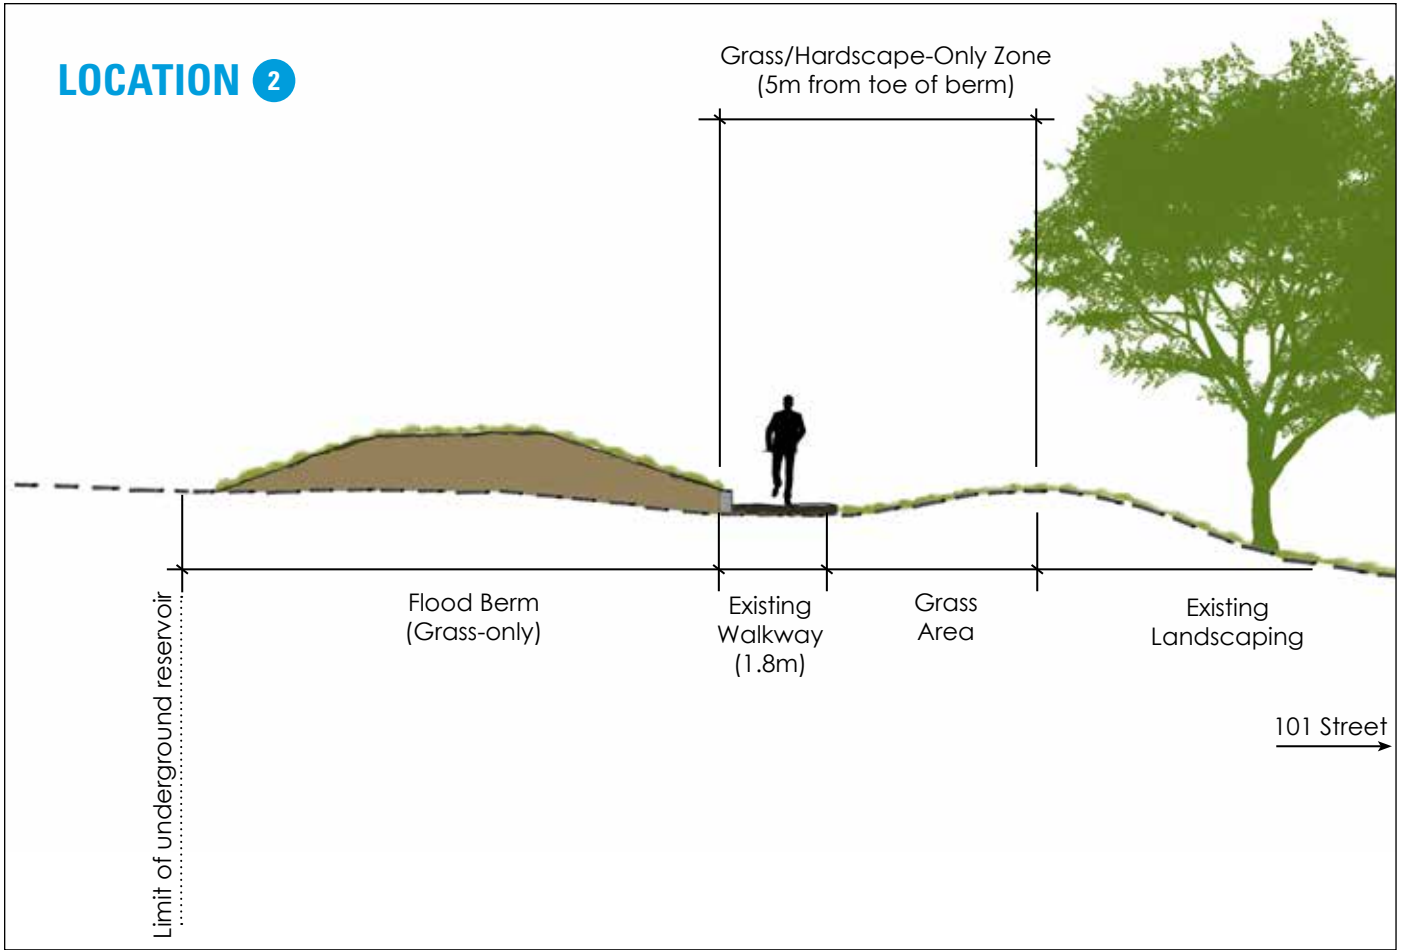 LOCATION 2
Grass/Hardscape-Only Zone
(5m from toe of berm)
Flood Berm
(Grass-only)
Existing
Walkway
(1.8m)
Grass
Area
Existing
Landscaping
Limit of underground reservoir
101 Street